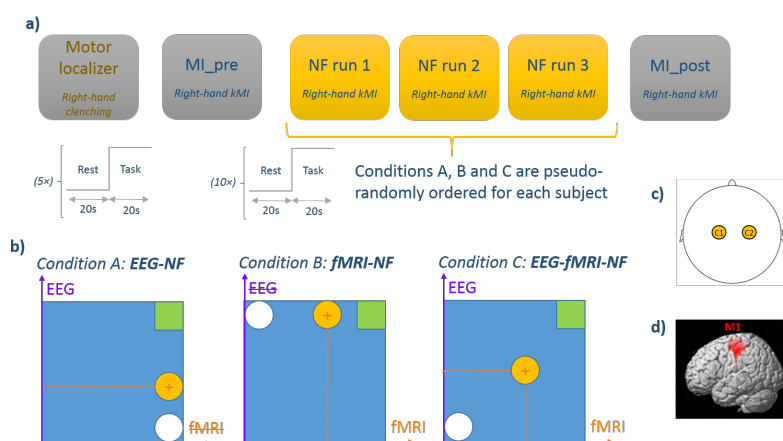 a)
Motor
localizer
Right-hand
clenching
MI_pre
Right-hand kMI
NF run 1
Right-hand kMI
NF run 2
Right-hand kMI
NF run 3
Right-hand kMI
MI_post
Right-hand kMI
(5×)
Rest
Task
20s
20s
(10×)
Rest
Task
20s
20s
Conditions A, B and C are pseudo-
randomly ordered for each subject
c)
C1
C2
b)
Condition A: EEG-NF
EEG
fMRI
Condition B: fMRI-NF
EEG
fMRI
Condition C: EEG-fMRI-NF
EEG
fMRI
d)
M1